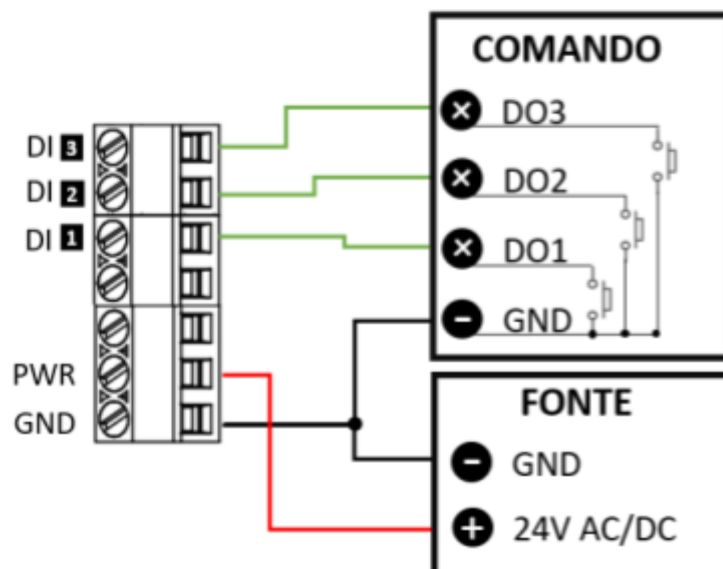 COMANDO
DO3
DO2
DO1
GND
DI 3
DI 2
DI 1
PWR
GND
FONTE
GND
24V AC/DC